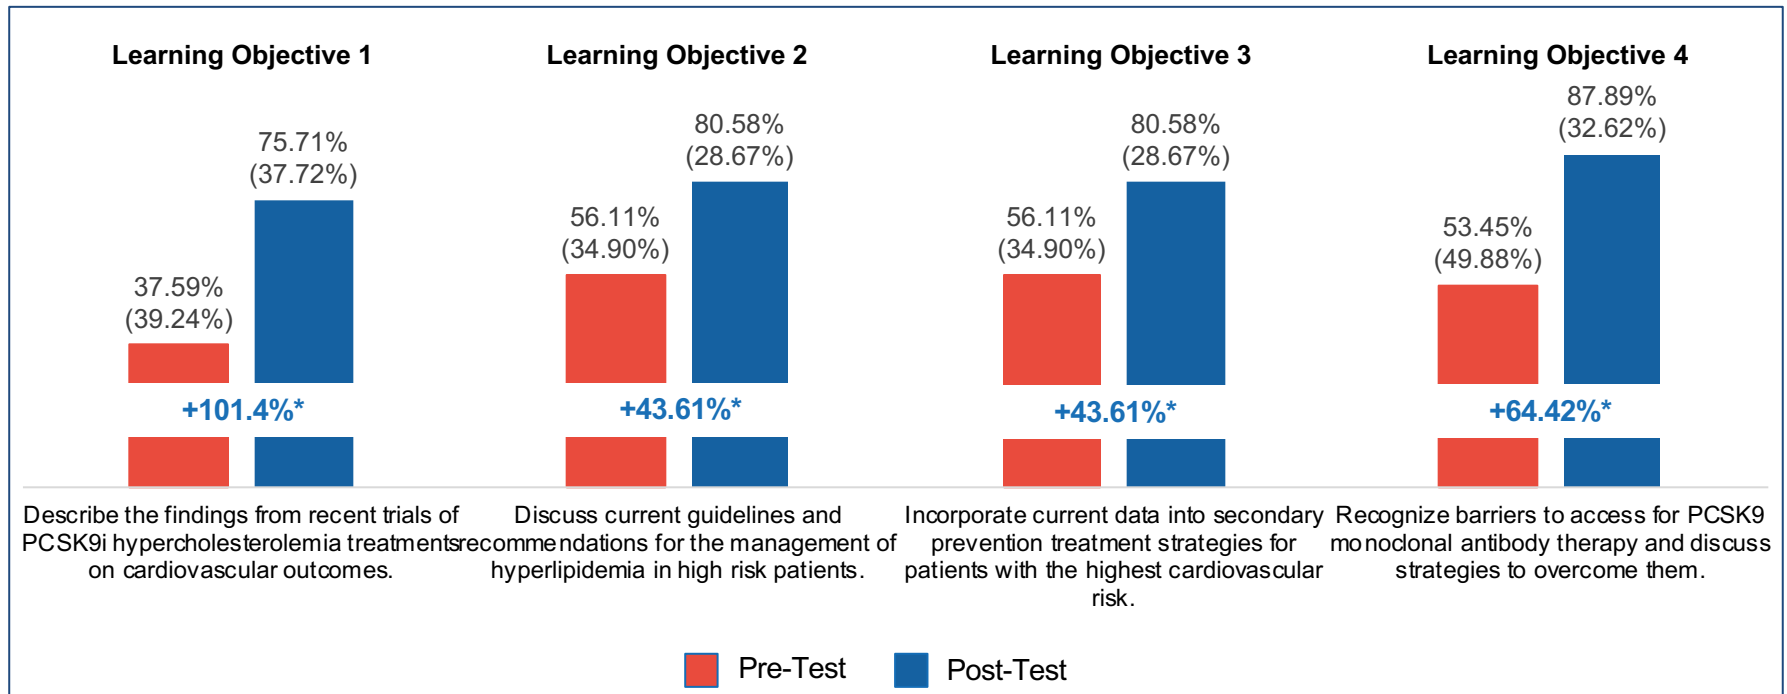 Learning Objective 1
75.71%
(37.72%)
37.59%
(39.24%)
+101.4%*
Describe the findings from recent trials of
PCSK9i hypercholesterolemia treatments
on cardiovascular outcomes.
Learning Objective 2
80.58%
(28.67%)
56.11%
(34.90%)
+43.61%*
Discuss current guidelines and
recommendations for the management of
hyperlipidemia in high risk patients.
Learning Objective 3
80.58%
(28.67%)
56.11%
(34.90%)
+43.61%*
Incorporate current data into secondary
prevention treatment strategies for
patients with the highest cardiovascular
risk.
Learning Objective 4
87.89%
(32.62%)
53.45%
(49.88%)
+64.42%*
Recognize barriers to access for PCSK9
monoclonal antibody therapy and discuss
strategies to overcome them.
Pre-Test
Post-Test